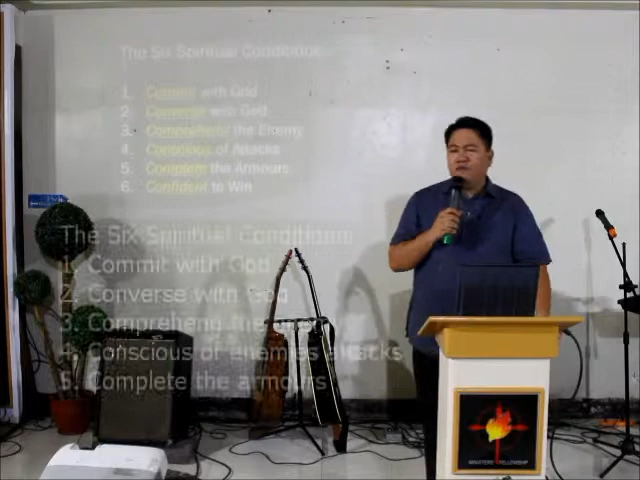 The Six Spiritual Conditions
1. Commit with God
2. Converse with God
3. Comprehend the Enemy
4. Conscious of Attacks
5. Complete the Armours
6. Confident to Win
The Six Spiritual Conditions
1. Commit with God
2. Converse with God
3. Comprehend the
4. Conscious of enemies attacks
5. Complete the armours
FELLOWSHIP